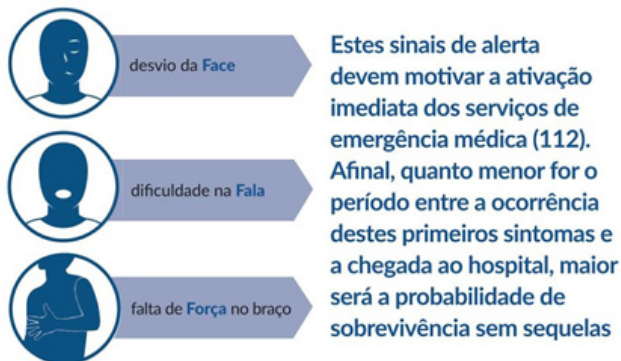 desvio da Face
dificuldade na Fala
falta de Força no braço
Estes sinais de alerta
devem motivar a ativação
imediata dos serviços de
emergência médica (112).
Afinal, quanto menor for o
período entre a ocorrência
destes primeiros sintomas e
a chegada ao hospital, maior
será a probabilidade de
sobrevivência sem sequelas